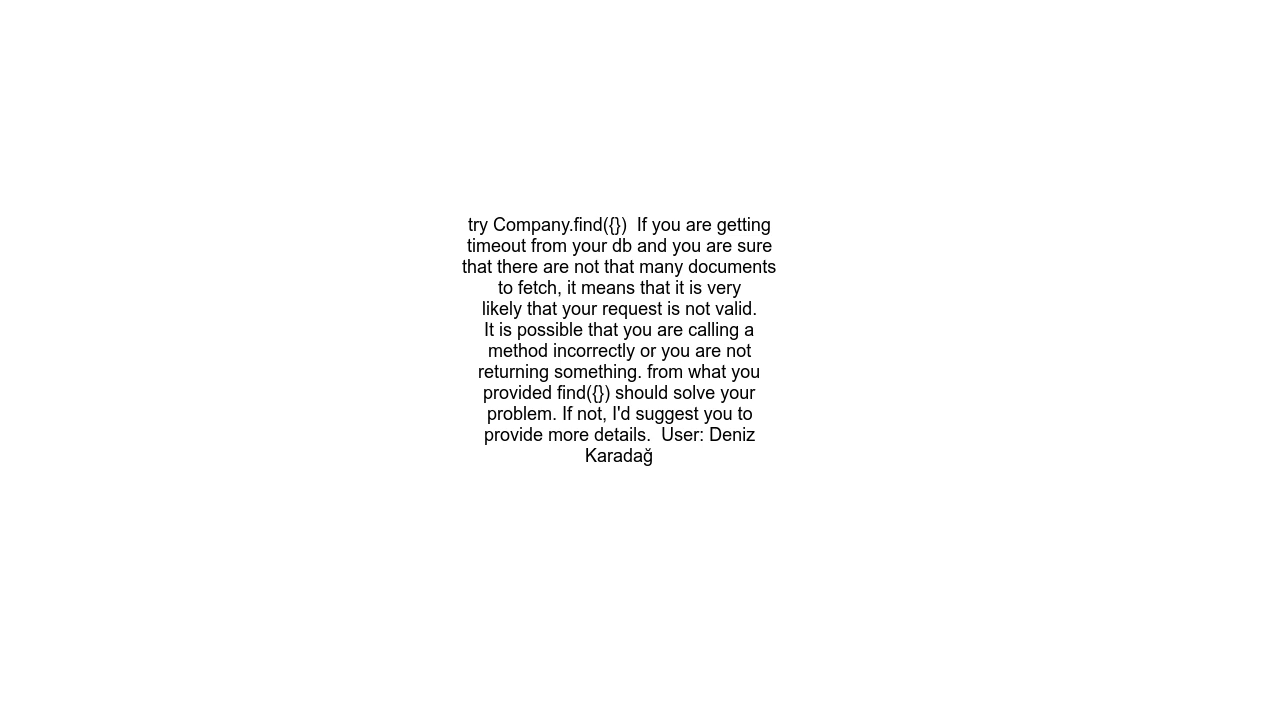 try Company.find({})  If you are getting
timeout from your db and you are sure
that there are not that many documents
to fetch, it means that it is very
likely that your request is not valid.
It is possible that you are calling a
method incorrectly or you are not
returning something. from what you
provided find({}) should solve your
problem. If not, I'd suggest you to
provide more details.  User: Deniz
Karadağ